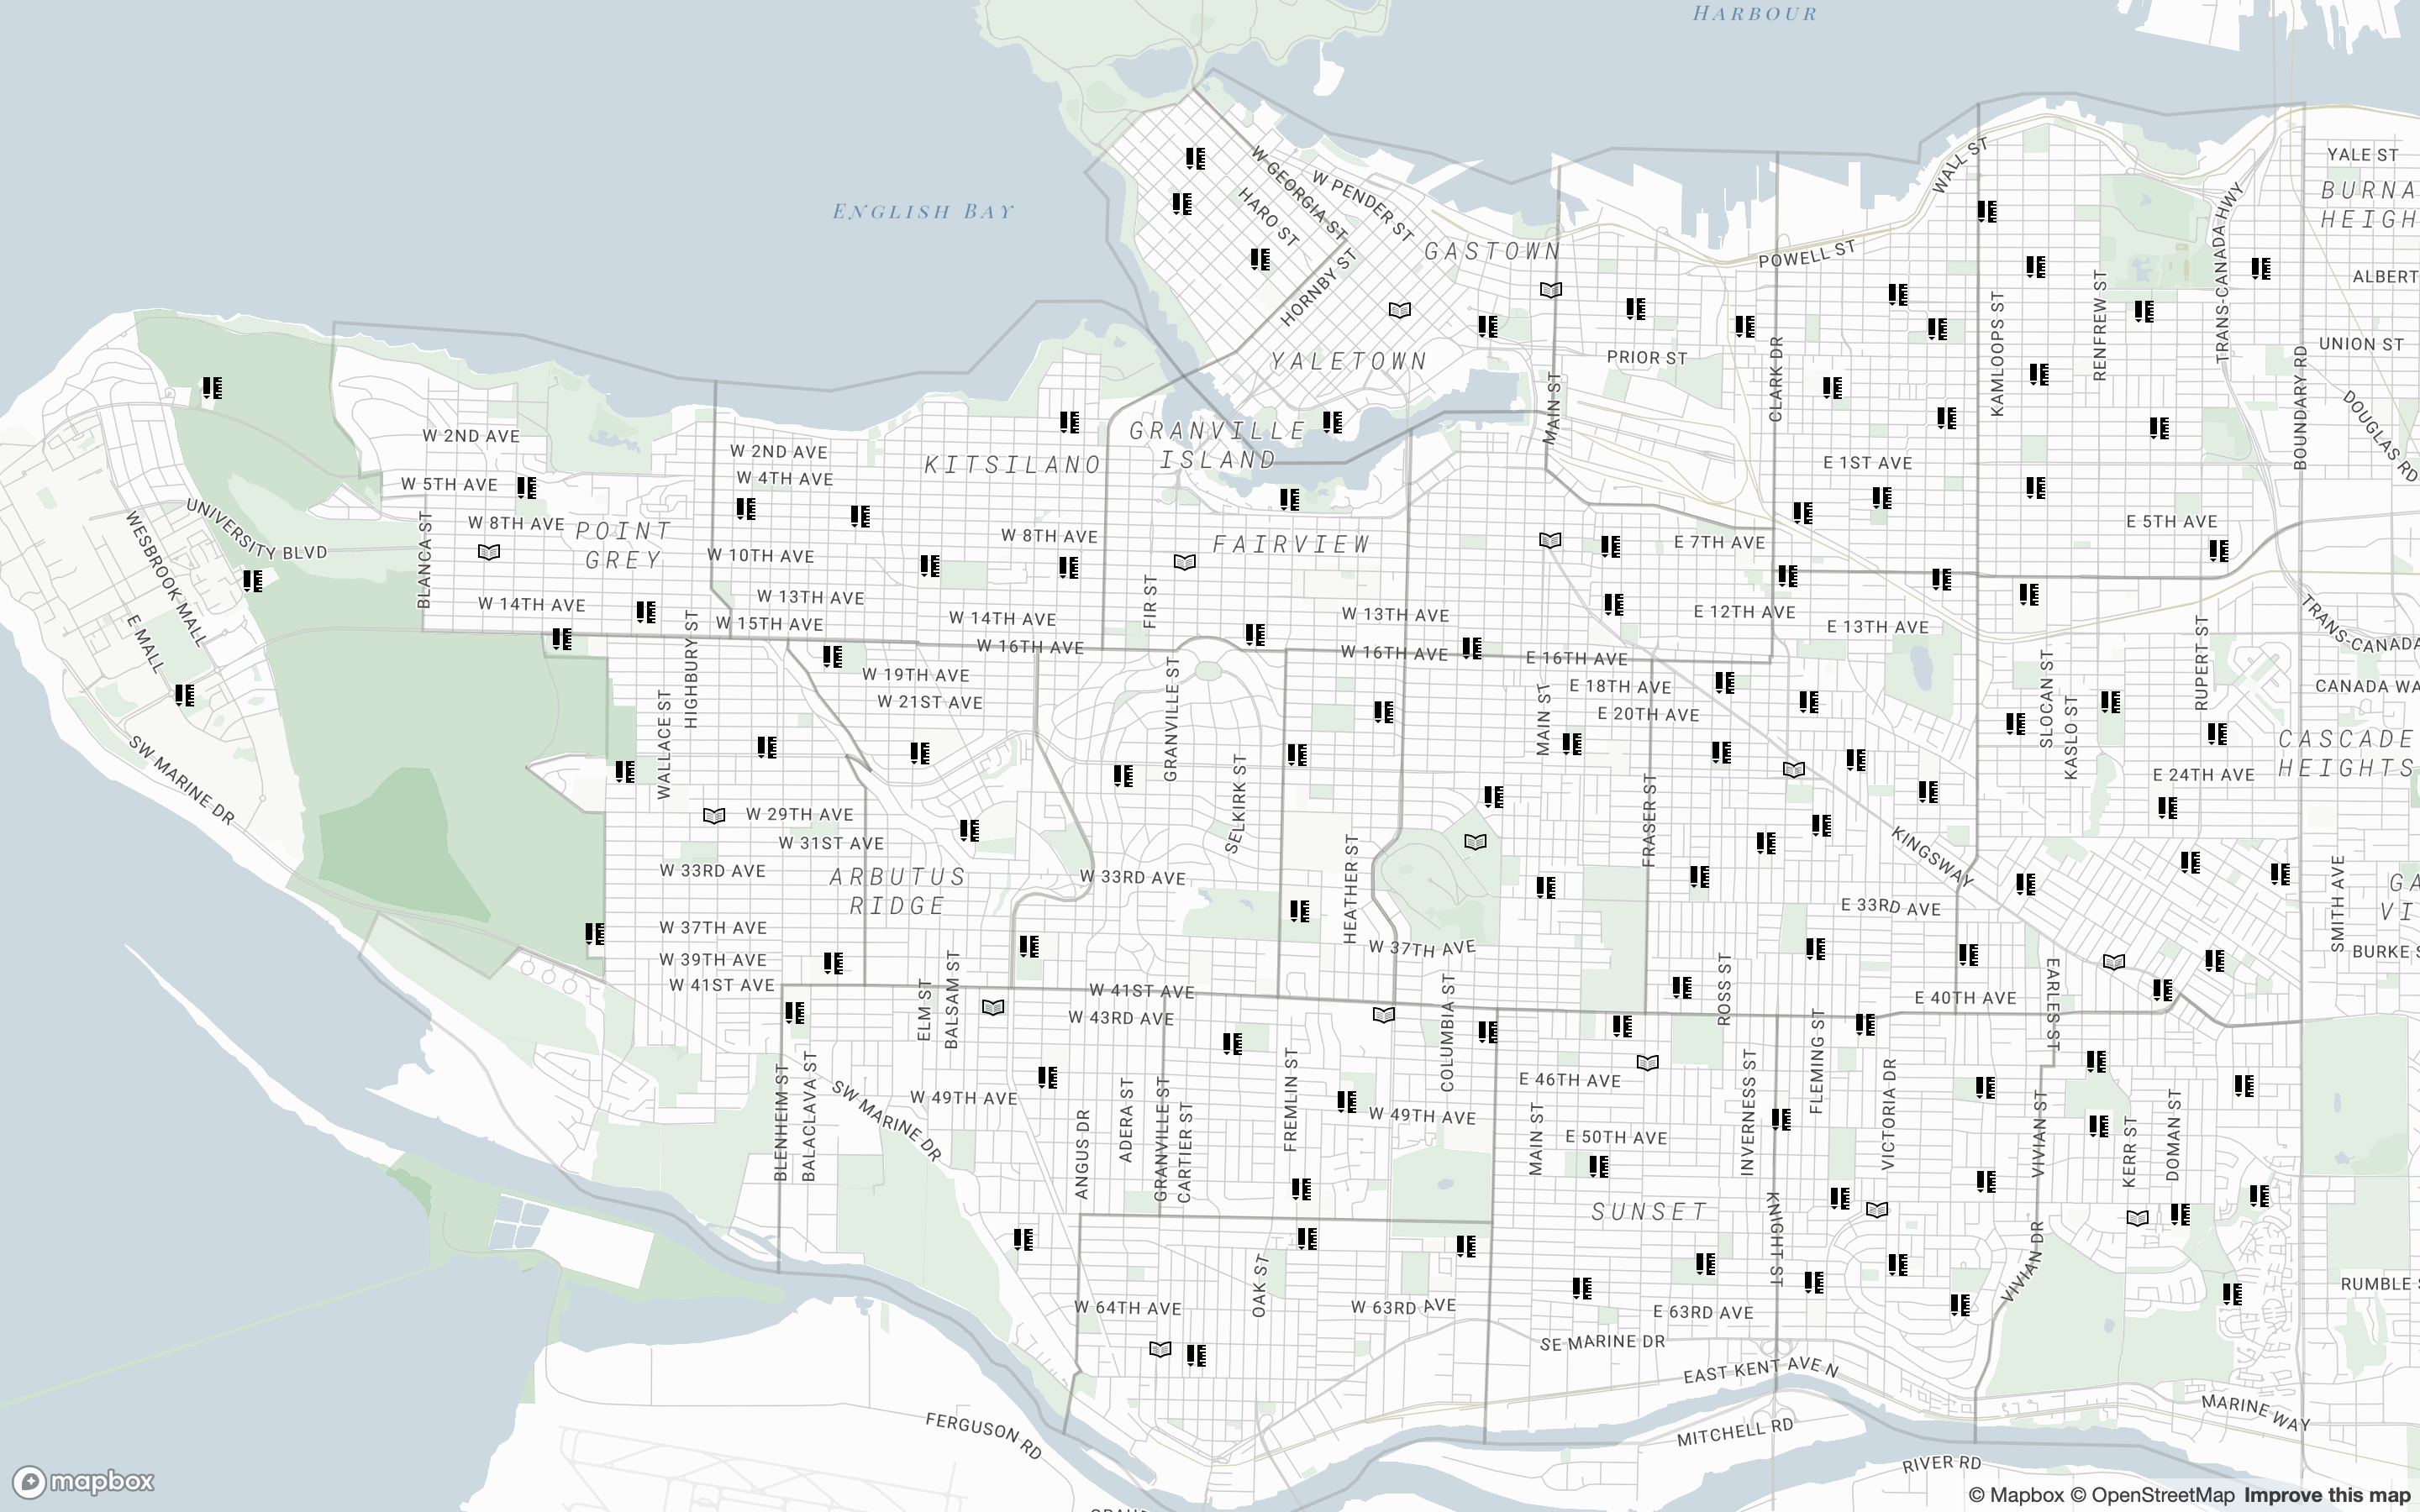 HARBOUR
YALE ST
BURNA
HEIGH
W GEORGIA ST
W PENDER ST
WALL ST
ENGLISH BAY
HARO ST
GASTOWN
POWELL ST
TRANS-CANADA HWY
ALBERT
HORNBY ST
KAMLOOPS ST
RENFREW ST
YALETOWN
PRIOR ST
UNION ST
CLARK DR
MAIN ST
BOUNDARY RD
DOUGLAS RD
W 2ND AVE
GRANVILLE
ISLAND
W 2ND AVE
KITSILANO
E 1ST AVE
W 4TH AVE
W 5TH AVE
UNIVERSITY BLVD
WESBROOK MALL
BLANCA ST
W 8TH AVE
POINT
GREY
W 8TH AVE
FAIRVIEW
E 7TH AVE
E 5TH AVE
W 10TH AVE
W 13TH AVE
FIR ST
W 14TH AVE
E MALL
HIGHBURY ST
W 15TH AVE
W 14TH AVE
W 13TH AVE
E 12TH AVE
E 13TH AVE
RUPERT ST
TRANS-CANADA
W 16TH AVE
W 16TH AVE
E 16TH AVE
W 19TH AVE
GRANVILLE ST
E 18TH AVE
SLOCAN ST
CANADA WA
W 21ST AVE
MAIN ST
E 20TH AVE
KASLO ST
WALLACE ST
SW MARINE DR
CASCADE
HEIGHTS
SELKIRK ST
FRASER ST
E 24TH AVE
W 29TH AVE
W 31ST AVE
HEATHER ST
KINGSWAY
W 33RD AVE
ARBUTUS
RIDGE
W 33RD AVE
SMITH AVE
GA
VI
E 33RD AVE
W 37TH AVE
W 37TH AVE
BURKE S
W 39TH AVE
BALSAM ST
ELM ST
ROSS ST
EARLES ST
W 41ST AVE
W 41ST AVE
COLUMBIA ST
E 40TH AVE
W 43RD AVE
FLEMING ST
BLENHEIM ST
BALACLAVA ST
SW MARINE DR
W 49TH AVE
ANGUS DR
ADERA ST
GRANVILLE ST
CARTIER ST
FREMLIN ST
W 49TH AVE
E 46TH AVE
MAIN ST
E 50TH AVE
INVERNESS ST
VICTORIA DR
VIVIAN ST
KERR ST
DOMAN ST
SUNSET
KNIGHT ST
VIVIAN DR
OAK ST
RUMBLE S
W 64TH AVE
W 63RD AVE
E 63RD AVE
SE MARINE DR
EAST KENT AVE N
MARINE WAY
FERGUSON RD
MITCHELL RD
RIVER RD
mapbox
© Mapbox © OpenStreetMap Improve this map